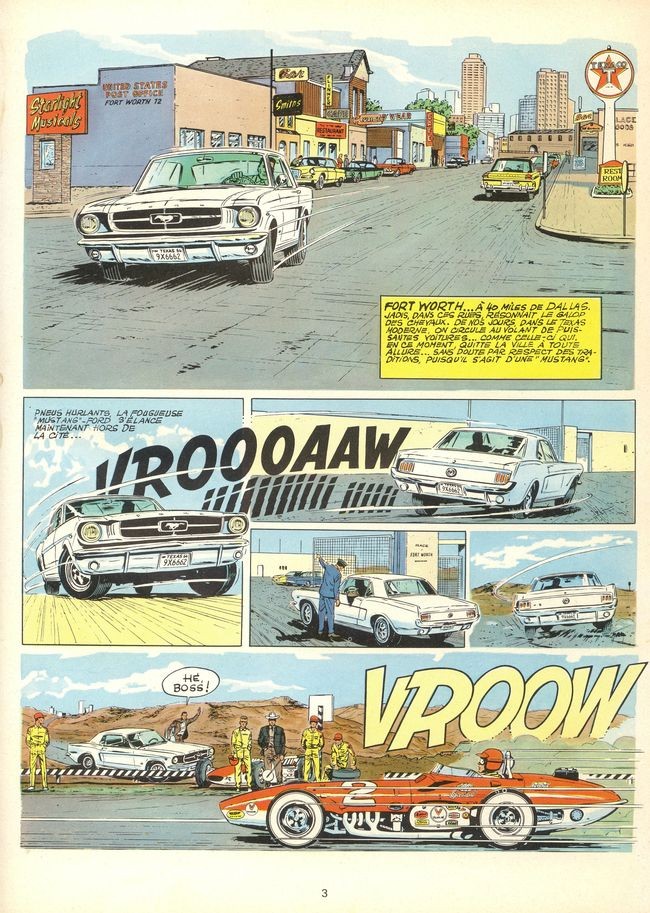 Starlight
Musicals
UNITED STATES
POST OFFICE
FORT WORTH 12
Smiths
RESTAURANT
WEAR
TEXACO
T
REST
ROOM
TEXAS
9X6662
FORT WORTH... À 40 MILES DE DALLAS.
JADIS, DANS CES RUES, RÉSONNAIT LE GALOP
DES CHEVAUX. DE NOS JOURS, DANS LE TEXAS
MODERNE, ON CIRCULE AU VOLANT DE PUIS-
SANTES VOITURES... COMME CELLE-CI QUI,
EN CE MOMENT, QUITTE LA VILLE À TOUTE
ALLURE... SANS DOUTE PAR RESPECT DES TRA-
DITIONS, PUISQU'IL S'AGIT D'UNE "MUSTANG".
PNEUS HURLANTS, LA FOUGUEUSE
"MUSTANG"-FORD S'ÉLANCE
MAINTENANT HORS DE
LA CITÉ...
VROOOAAW
TEXAS
9X6662
9X6662
FORT WORTH
HÉ,
BOSS!
VROOW
2
3